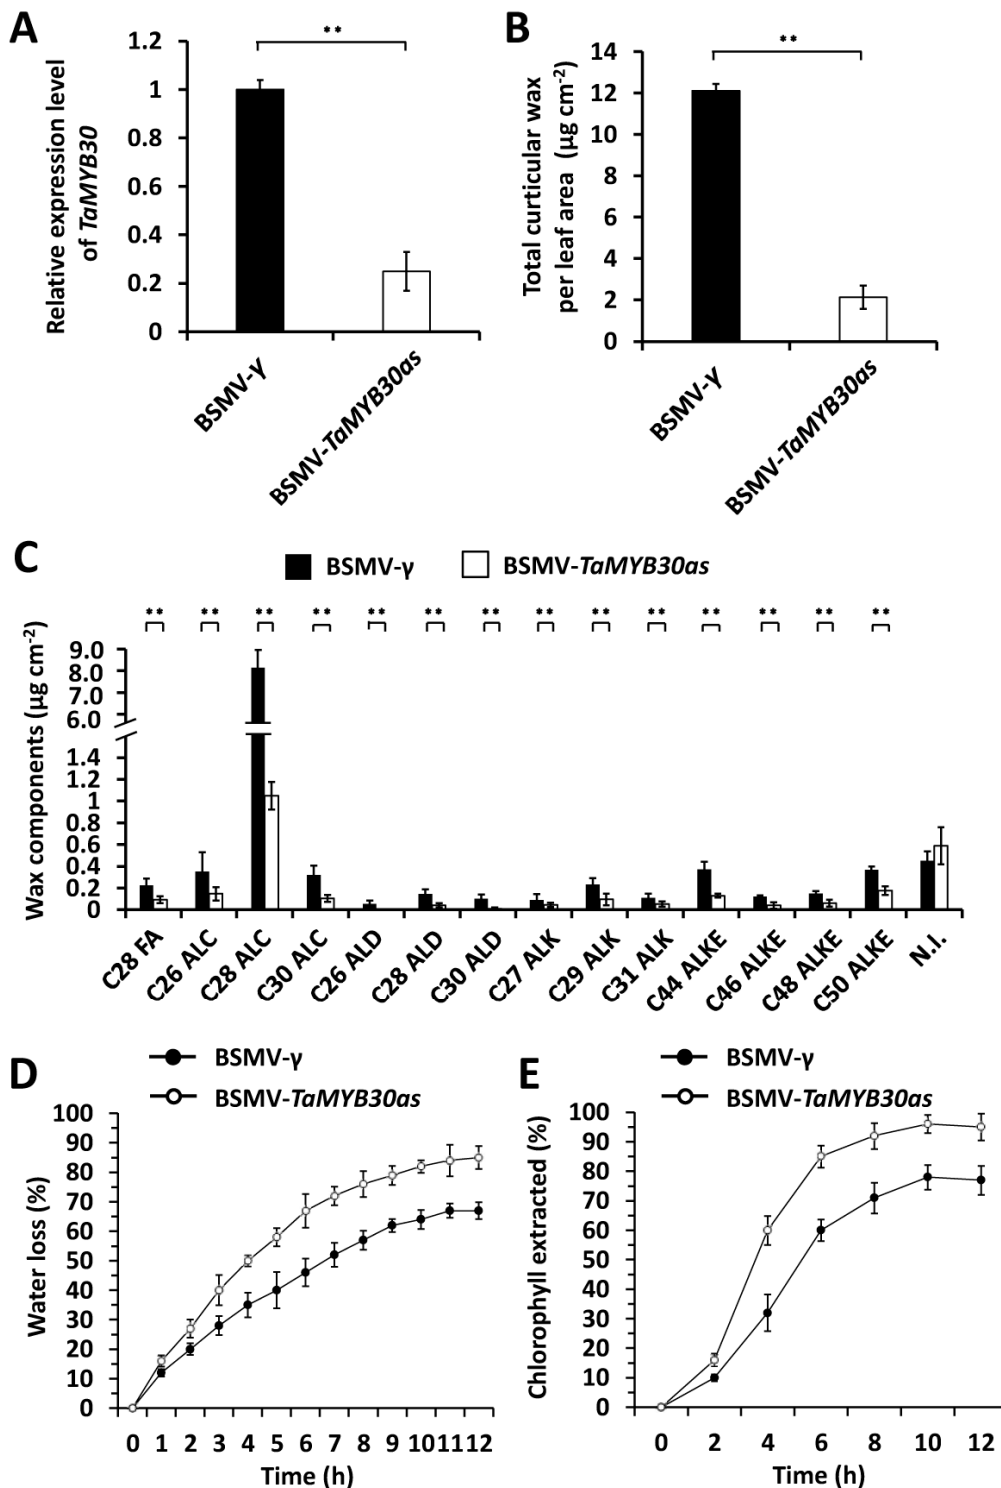 A
Relative expression level
of TaMYB30
1.2
1
0.8
0.6
0.4
0.2
0
**
BSMV-γ
BSMV-TaMYB30as
B
Total curticular wax
per leaf area (μg cm-2)
14
12
10
8
6
4
2
0
**
BSMV-γ
BSMV-TaMYB30as
C
BSMV-γ
BSMV-TaMYB30as
** ** ** ** ** ** ** ** ** ** ** ** ** **
Wax components (μg cm-2)
9.0
8.0
7.0
6.0
1.4
1.2
1
0.8
0.6
0.4
0.2
0
C28 FA
C26 ALC
C28 ALC
C30 ALC
C26 ALD
C28 ALD
C30 ALD
C27 ALK
C29 ALK
C31 ALK
C44 ALKE
C46 ALKE
C48 ALKE
C50 ALKE
N.I.
D
BSMV-γ
BSMV-TaMYB30as
Water loss (%)
100
90
80
70
60
50
40
30
20
10
0
0 1 2 3 4 5 6 7 8 9 10 11 12
Time (h)
E
BSMV-γ
BSMV-TaMYB30as
Chlorophyll extracted (%)
100
90
80
70
60
50
40
30
20
10
0
0 2 4 6 8 10 12
Time (h)